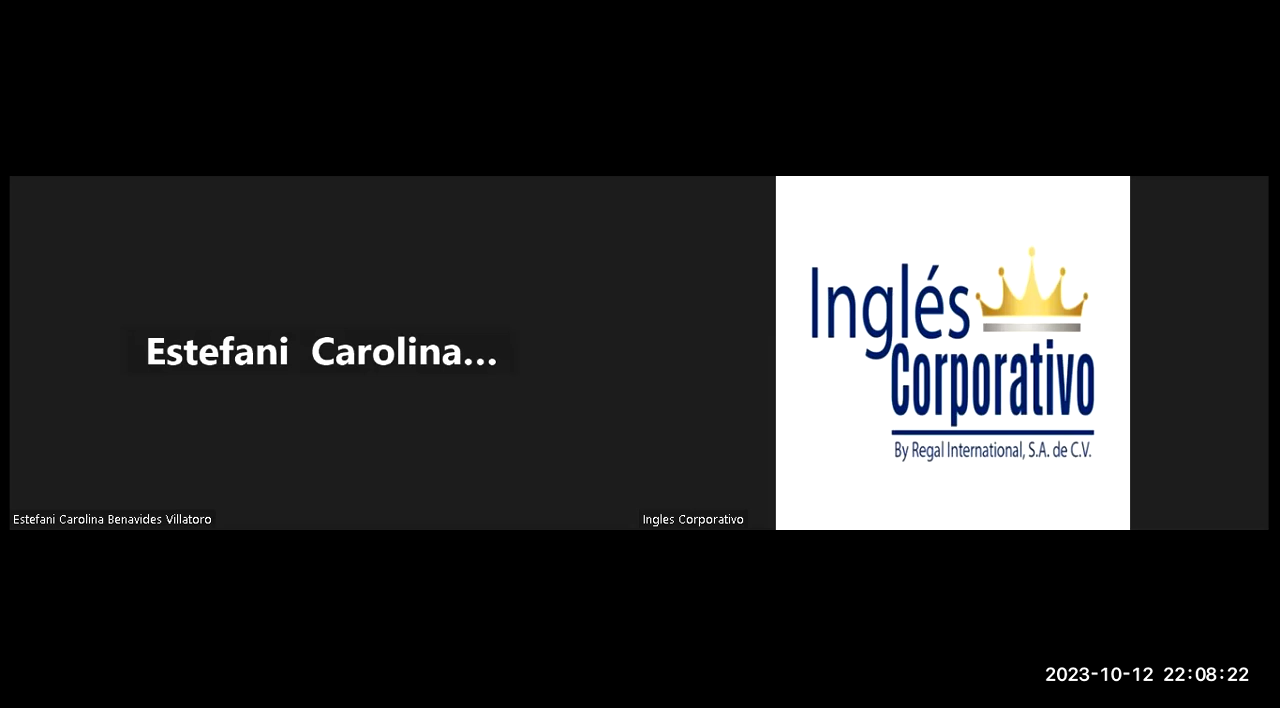 Estefani Carolina...
Estefani Carolina Benavides Villatoro
Inglés
Corporativo
By Regal International, S.A. de C.V.
Ingles Corporativo
2023-10-12 22:08:22